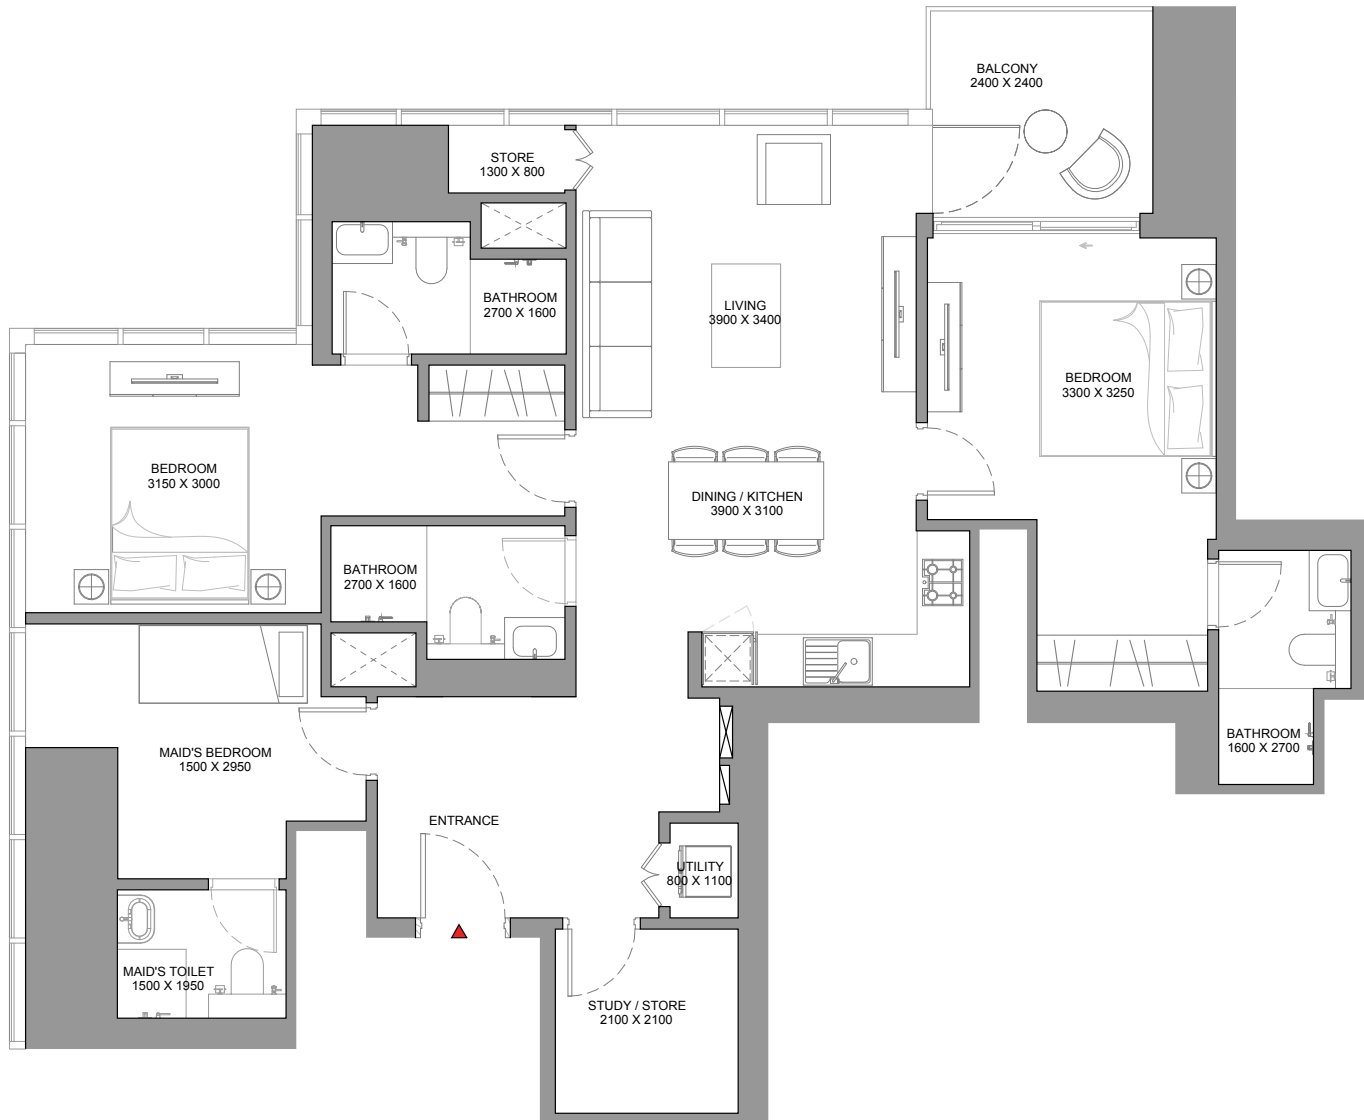 BALCONY
2400 X 2400
STORE
1300 X 800
BATHROOM
2700 X 1600
LIVING
3900 X 3400
BEDROOM
3300 X 3250
BEDROOM
3150 X 3000
DINING / KITCHEN
3900 X 3100
BATHROOM
2700 X 1600
MAID'S BEDROOM
1500 X 2950
BATHROOM
1600 X 2700
ENTRANCE
UTILITY
800 X 1100
MAID'S TOILET
1500 X 1950
STUDY / STORE
2100 X 2100